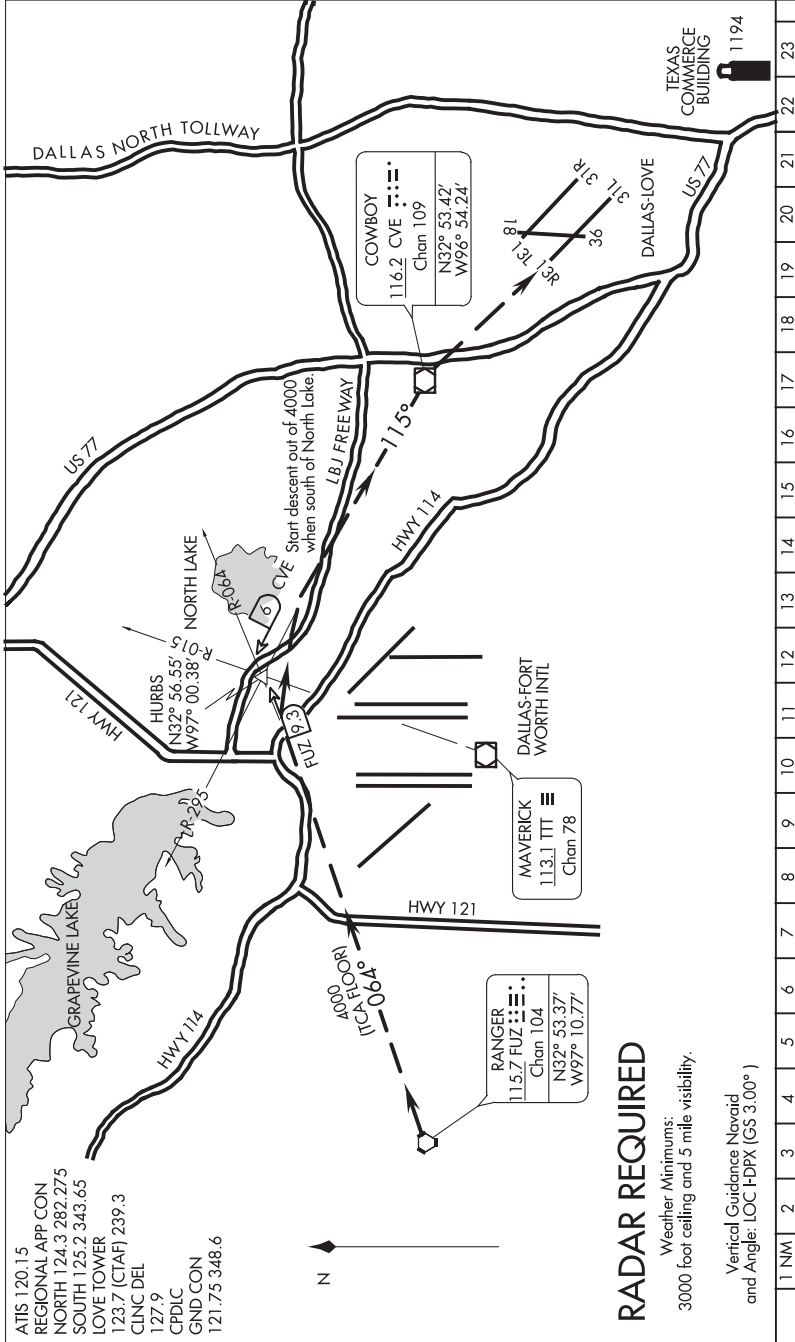 ATIS 120.15
REGIONAL APP CON
NORTH 124.3 282.275
SOUTH 125.2 343.65
LOVE TOWER
123.7 (CTAF) 239.3
CLNC DEL
127.9
CPDLC
GND CON
121.75 348.6
GRAPEVINE LAKE
HWY 114
HWY 121
US 77
DALLAS NORTH TOLLWAY
HURBS
N32° 56.55'
W97° 00.38'
R-295
R-015
R-064
NORTH LAKE
6
CVE
FUZ
9.3
Start descent out of 4000
when south of North Lake.
LBJ FREEWAY
115°
COWBOY
116.2 CVE
Chan 109
N32° 53.42'
W96° 54.24'
18
13L
13R
31R
31L
36
DALLAS-LOVE
US 77
TEXAS
COMMERCE
BUILDING
1194
HWY 114
4000
(TCA FLOOR)
064°
HWY 121
RANGER
115.7 FUZ
Chan 104
N32° 53.37'
W97° 10.77'
MAVERICK
113.1 TTT
Chan 78
DALLAS-FORT
WORTH INTL
N
RADAR REQUIRED
Weather Minimums:
3000 foot ceiling and 5 mile visibility.
Vertical Guidance Navaid
and Angle: LOC I-DPX (GS 3.00° )
1 NM 2 3 4 5 6 7 8 9 10 11 12 13 14 15 16 17 18 19 20 21 22 23